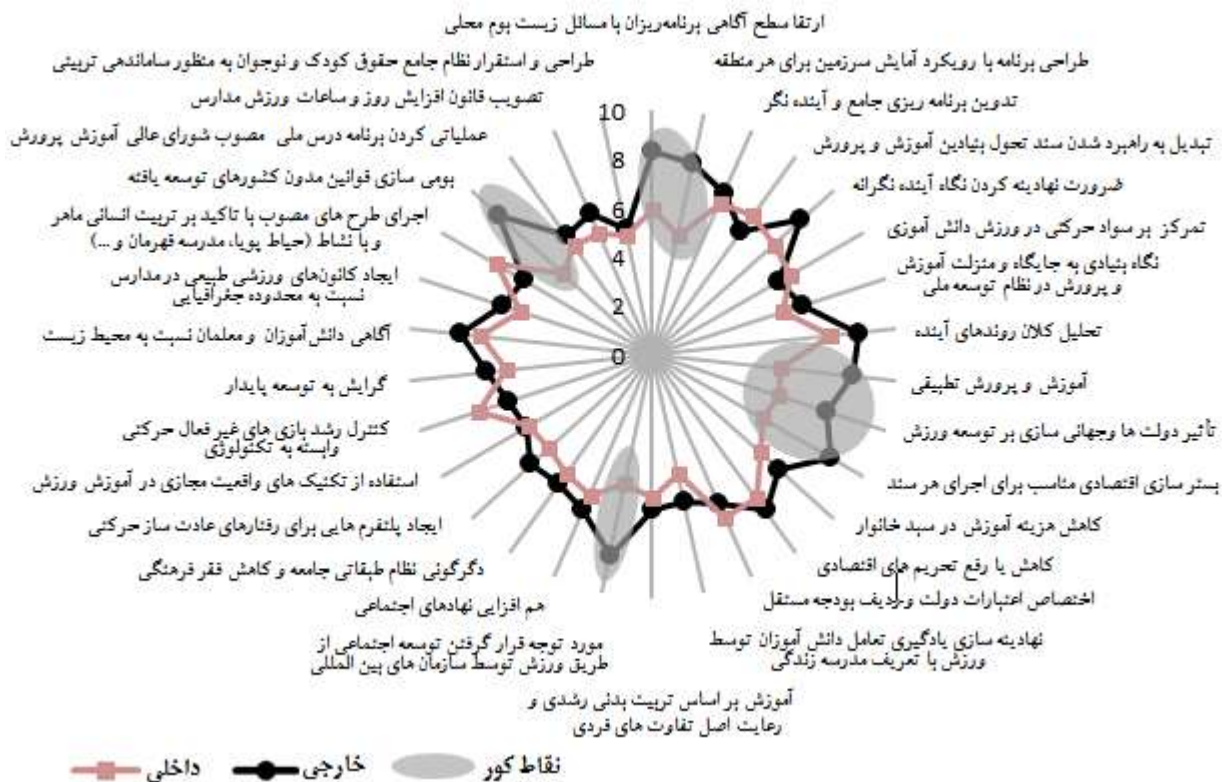 ارتقا سطح آگاهی برنامه‌ریزان با مسائل زیست بوم محلی
طراحی برنامه با رویکرد آمایش سرزمین برای هر منطقه
تدوین برنامه ریزی جامع و آینده نگر
تبدیل به راهبرد شدن سند تحول بنیادین آموزش و پرورش
ضرورت نهادینه کردن نگاه آینده نگرانه
تمرکز بر سواد حرکتی در ورزش دانش آموزی
نگاه بنیادی به جایگاه و منزلت آموزش
و پرورش در نظام توسعه ملی
تحلیل کلان روندهای آینده
آموزش و پرورش تطبیقی
تأثیر دولت ها وجهانی سازی بر توسعه ورزش
بستر سازی اقتصادی مناسب برای اجرای هر سند
کاهش هزینه آموزش در سبد خانوار
کاهش یا رفع تحریم های اقتصادی
اختصاص اعتبارات دولت و ردیف بودجه مستقل
نهادینه سازی یادگیری تعامل دانش آموزان توسط
ورزش با تعریف مدرسه زندگی
آموزش بر اساس تربیت بدنی رشدی و
رعایت اصل تفاوت های فردی
مورد توجه قرار گرفتن توسعه اجتماعی از
طریق ورزش توسط سازمان های بین المللی
هم افزایی نهادهای اجتماعی
دگرگونی نظام طبقاتی جامعه و کاهش فقر فرهنگی
ایجاد پلتفرم هایی برای رفتارهای عادت ساز حرکتی
استفاده از تکنیک های واقعیت مجازی در آموزش ورزش
کنترل رشد بازی های غیر فعال حرکتی
وابسته به تکنولوژی
گرایش به توسعه پایدار
آگاهی دانش آموزان و معلمان نسبت به محیط زیست
ایجاد کانون‌های ورزشی طبیعی در مدارس
نسبت به محدوده جغرافیایی
اجرای طرح های مصوب با تاکید بر تربیت انسانی ماهر
و با نشاط (حیاط پویا، مدرسه قهرمان و ...)
بومی سازی قوانین مدون کشورهای توسعه یافته
عملیاتی کردن برنامه درس ملی مصوب شورای عالی آموزش پرورش
تصویب قانون افزایش روز و ساعات ورزش مدارس
طراحی و استقرار نظام جامع حقوق کودک و نوجوان به منظور ساماندهی تربیتی
10
8
6
4
2
0
نقاط کور
خارجی
داخلی